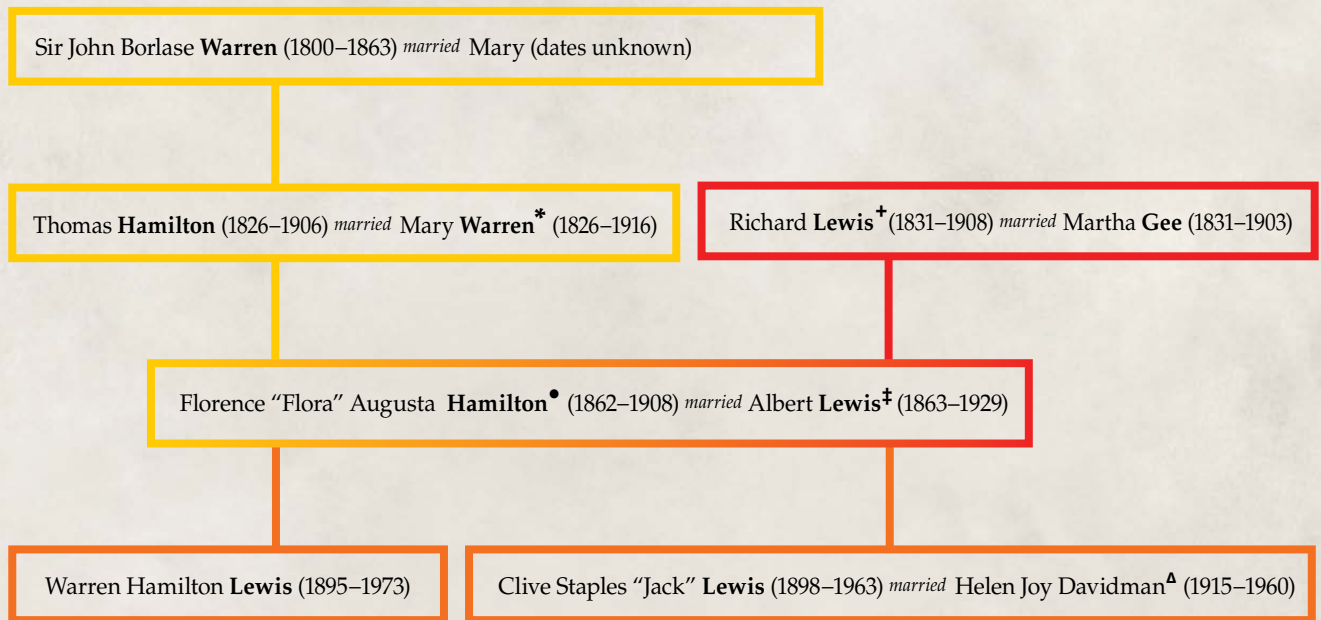 Sir John Borlase Warren (1800–1863) married Mary (dates unknown)
Thomas Hamilton (1826–1906) married Mary Warren* (1826–1916)
Richard Lewis✝(1831–1908) married Martha Gee (1831–1903)
Florence “Flora” Augusta Hamilton● (1862–1908) married Albert Lewis‡ (1863–1929)
Warren Hamilton Lewis (1895–1973)
Clive Staples “Jack” Lewis (1898–1963) married Helen Joy DavidmanΔ (1915–1960)